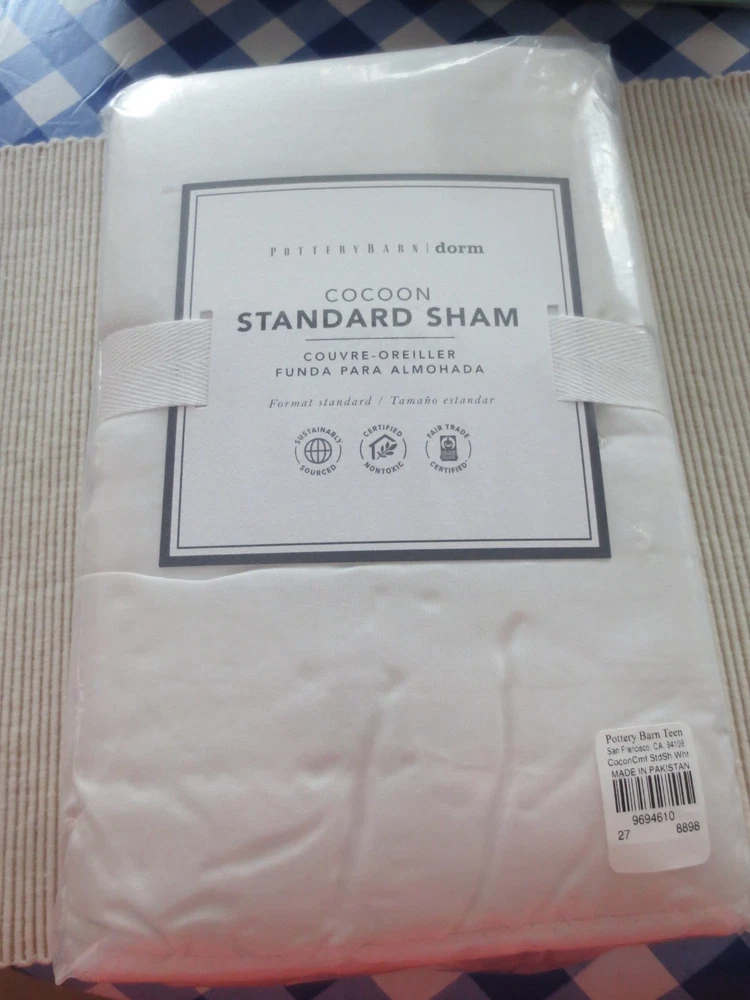 POTTERYBARN | dorm
COCOON
STANDARD SHAM
COUVRE-OREILLER
FUNDA PARA ALMOHADA
Format standard / Tamaño estandar
SUSTAINABLY SOURCED
CERTIFIED NONTOXIC
FAIR TRADE CERTIFIED
Pottery Barn Teen
San Francisco, CA. 94109
CocoonCmf StdSh Wht
MADE IN PAKISTAN
9694610
27 8898